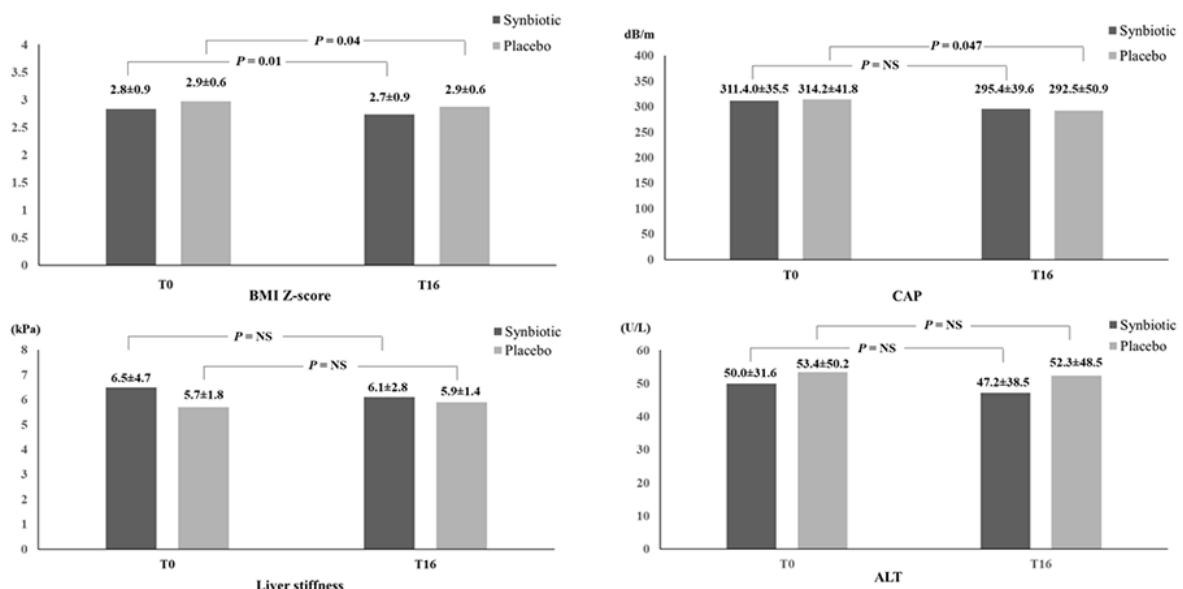 Synbiotic
Placebo
4
3.5
3
2.5
2
1.5
1
0.5
0
P = 0.04
P = 0.01
2.8±0.9
2.9±0.6
2.7±0.9
2.9±0.6
T0
T16
BMI Z-score
dB/m
Synbiotic
Placebo
400
350
300
250
200
150
100
50
0
P = 0.047
P = NS
311.4.0±35.5
314.2±41.8
295.4±39.6
292.5±50.9
T0
T16
CAP
(kPa)
Synbiotic
Placebo
8
7
6
5
4
3
2
1
0
P = NS
P = NS
6.5±4.7
5.7±1.8
6.1±2.8
5.9±1.4
T0
T16
Liver stiffness
(U/L)
Synbiotic
Placebo
60
50
40
30
20
10
0
P = NS
P = NS
50.0±31.6
53.4±50.2
47.2±38.5
52.3±48.5
T0
T16
ALT